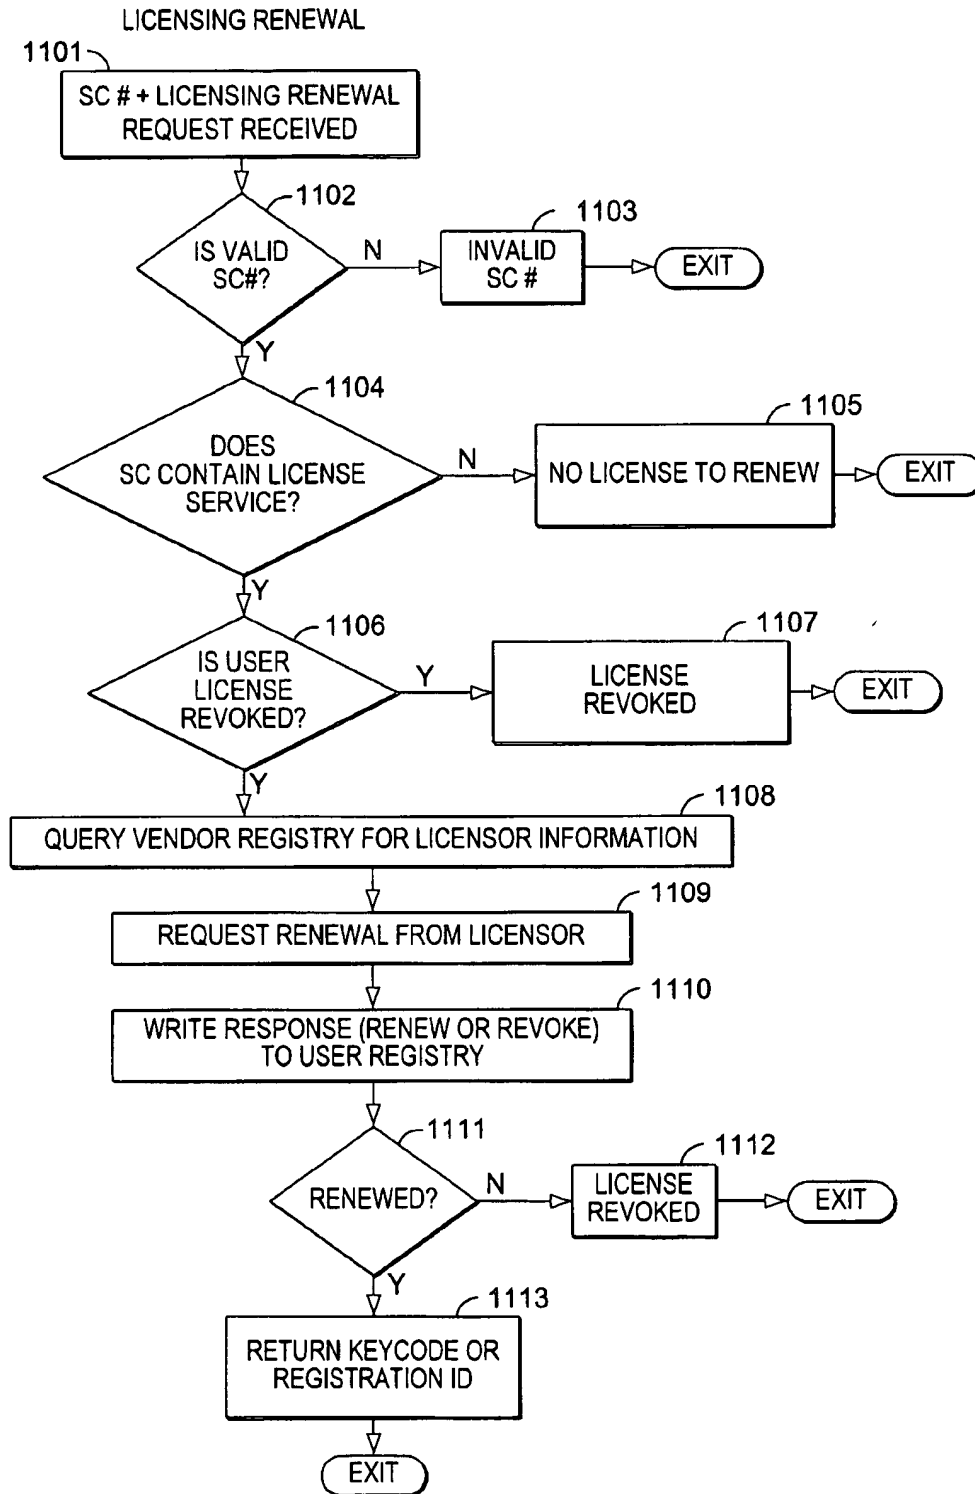 LICENSING RENEWAL
1101
SC # + LICENSING RENEWAL
REQUEST RECEIVED
1102
IS VALID
SC#?
N
1103
INVALID
SC #
EXIT
Y
1104
DOES
SC CONTAIN LICENSE
SERVICE?
N
1105
NO LICENSE TO RENEW
EXIT
Y
1106
IS USER
LICENSE
REVOKED?
Y
1107
LICENSE
REVOKED
EXIT
Y
1108
QUERY VENDOR REGISTRY FOR LICENSOR INFORMATION
1109
REQUEST RENEWAL FROM LICENSOR
1110
WRITE RESPONSE (RENEW OR REVOKE)
TO USER REGISTRY
1111
RENEWED?
N
1112
LICENSE
REVOKED
EXIT
Y
1113
RETURN KEYCODE OR
REGISTRATION ID
EXIT